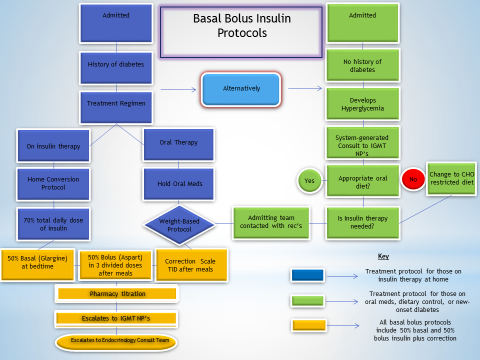 Basal Bolus Insulin
Protocols
Admitted
Admitted
History of diabetes
No history of
diabetes
Alternatively
Treatment Regimen
Develops
Hyperglycemia
On insulin therapy
Oral Therapy
System-generated
Consult to IGMT
NP's
Home Conversion
Protocol
Hold Oral Meds
Yes
Appropriate oral
diet?
No
Change to CHO
restricted diet
70% total daily dose
of insulin
Weight-Based
Protocol
Admitting team
contacted with rec's
Is insulin therapy
needed?
50% Basal (Glargine)
at bedtime
50% Bolus (Aspart)
in 3 divided doses
after meals
Correction Scale
TID after meals
Pharmacy titration
Escalates to IGMT NP's
Escalates to Endocrinology Consult Team
Key
Treatment protocol for those on
insulin therapy at home
Treatment protocol for those on
oral meds, dietary control, or new-
onset diabetes
All basal bolus protocols
include 50% basal and 50%
bolus insulin plus correction